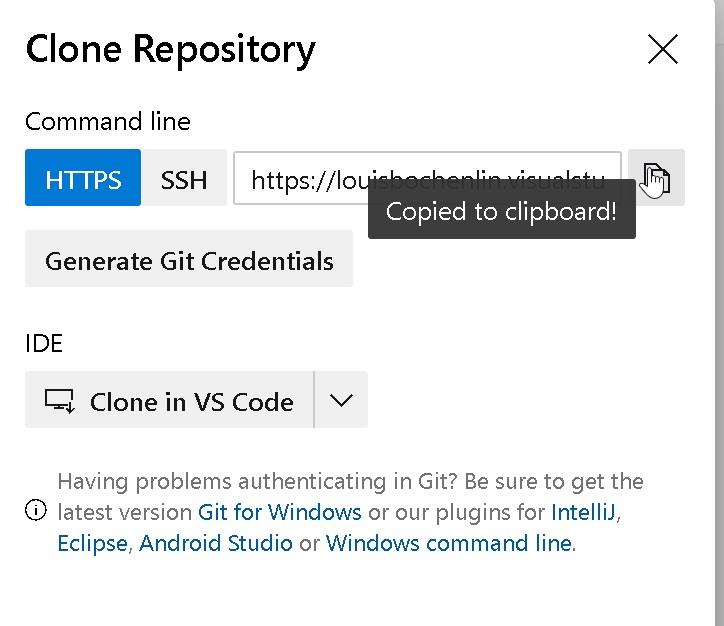 Clone Repository
Command line
HTTPS
SSH
https://louisbochenlin.visualstu
Copied to clipboard!
Generate Git Credentials
IDE
Clone in VS Code
Having problems authenticating in Git? Be sure to get the
latest version Git for Windows or our plugins for IntelliJ,
Eclipse, Android Studio or Windows command line.